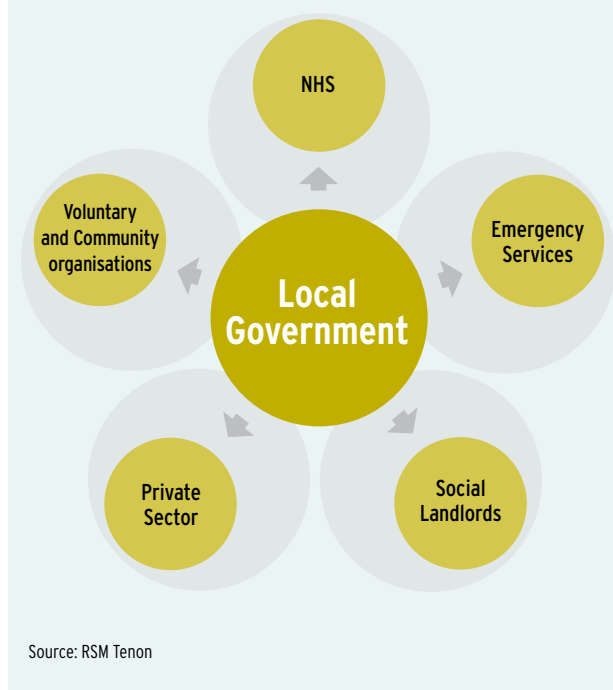 NHS
Voluntary
and Community
organisations
Emergency
Services
Local
Government
Private
Sector
Social
Landlords
Source: RSM Tenon